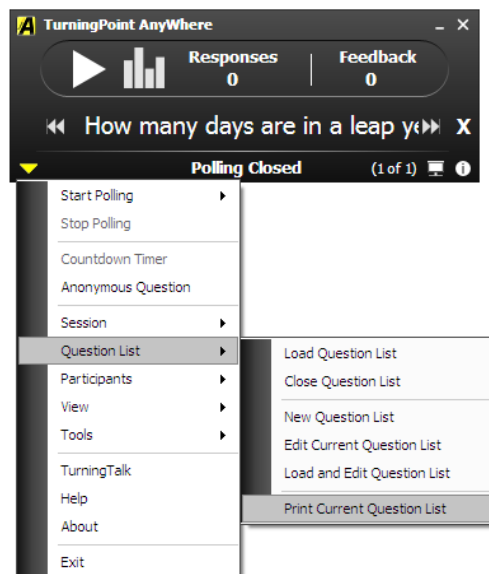 TurningPoint AnyWhere
Responses
0
Feedback
0
How many days are in a leap ye
X
Polling Closed
(1 of 1)
Start Polling
Stop Polling
Countdown Timer
Anonymous Question
Session
Question List
Participants
View
Tools
TurningTalk
Help
About
Exit
Load Question List
Close Question List
New Question List
Edit Current Question List
Load and Edit Question List
Print Current Question List